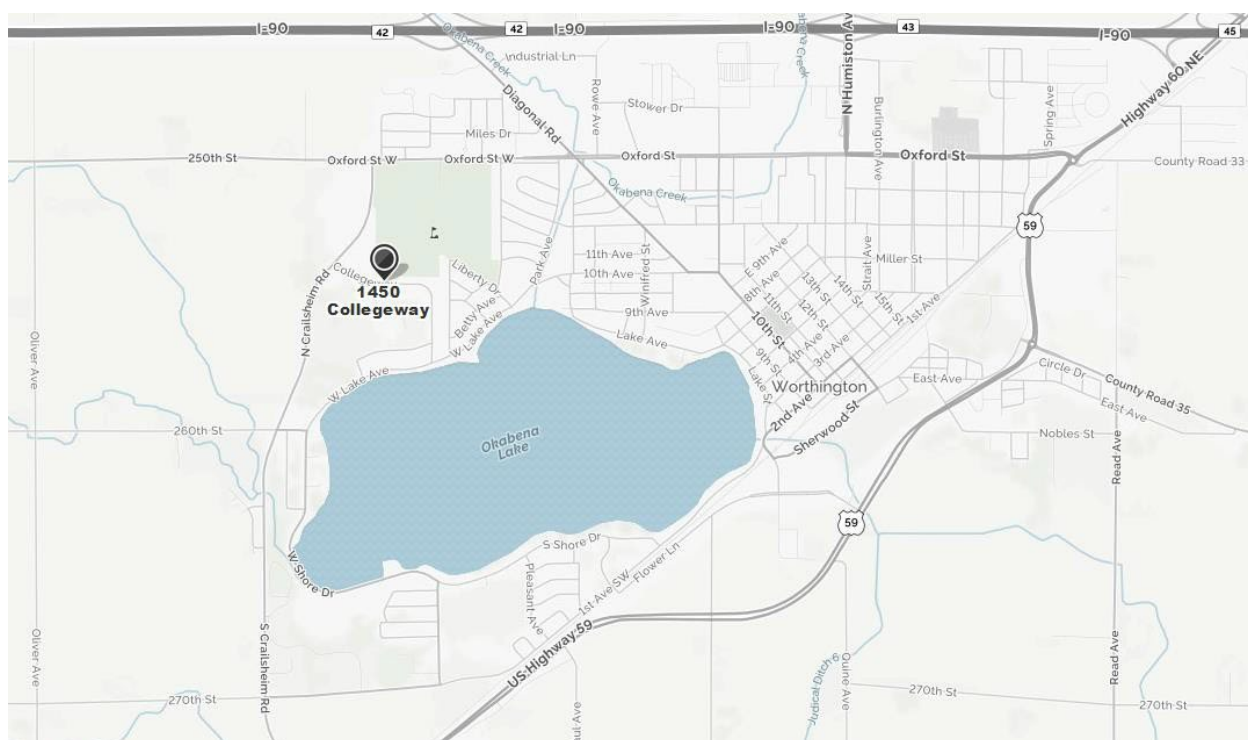 I-90
42
I-90
42
I-90
43
I-90
45
Okabena Creek
Industrial Ln
Rowe Ave
Stower Dr
Diagonal Rd
Miles Dr
N Humiston Av
Burlington Ave
Spring Ave
Highway 60 NE
250th St
Oxford St W
Oxford St W
Oxford St
Oxford St
County Road 33
Okabena Creek
Park Ave
11th Ave
10th Ave
Winifred St
9th Ave
E 9th Ave
8th Ave
11th St
10th St
13th St
12th St
14th St
15th St
Strait Ave
Miller St
1st Ave
59
Liberty Dr
Betty Ave
W Lake Ave
1450
Collegeway
N Crailsheim Rd
Oliver Ave
Lake Ave
9th St
4th Ave
3rd Ave
Lake St
Worthington
2nd Ave
Sherwood St
East Ave
Circle Dr
County Road 35
East Ave
Nobles St
Read Ave
W Lake Ave
260th St
Okabena
Lake
59
S Shore Dr
Flower Ln
W Shore Dr
Pleasant Ave
1st Ave SW
US Highway 59
Oliver Ave
S Crailsheim Rd
270th St
Judical Ditch 6
Quine Ave
270th St
Read Ave
270th St